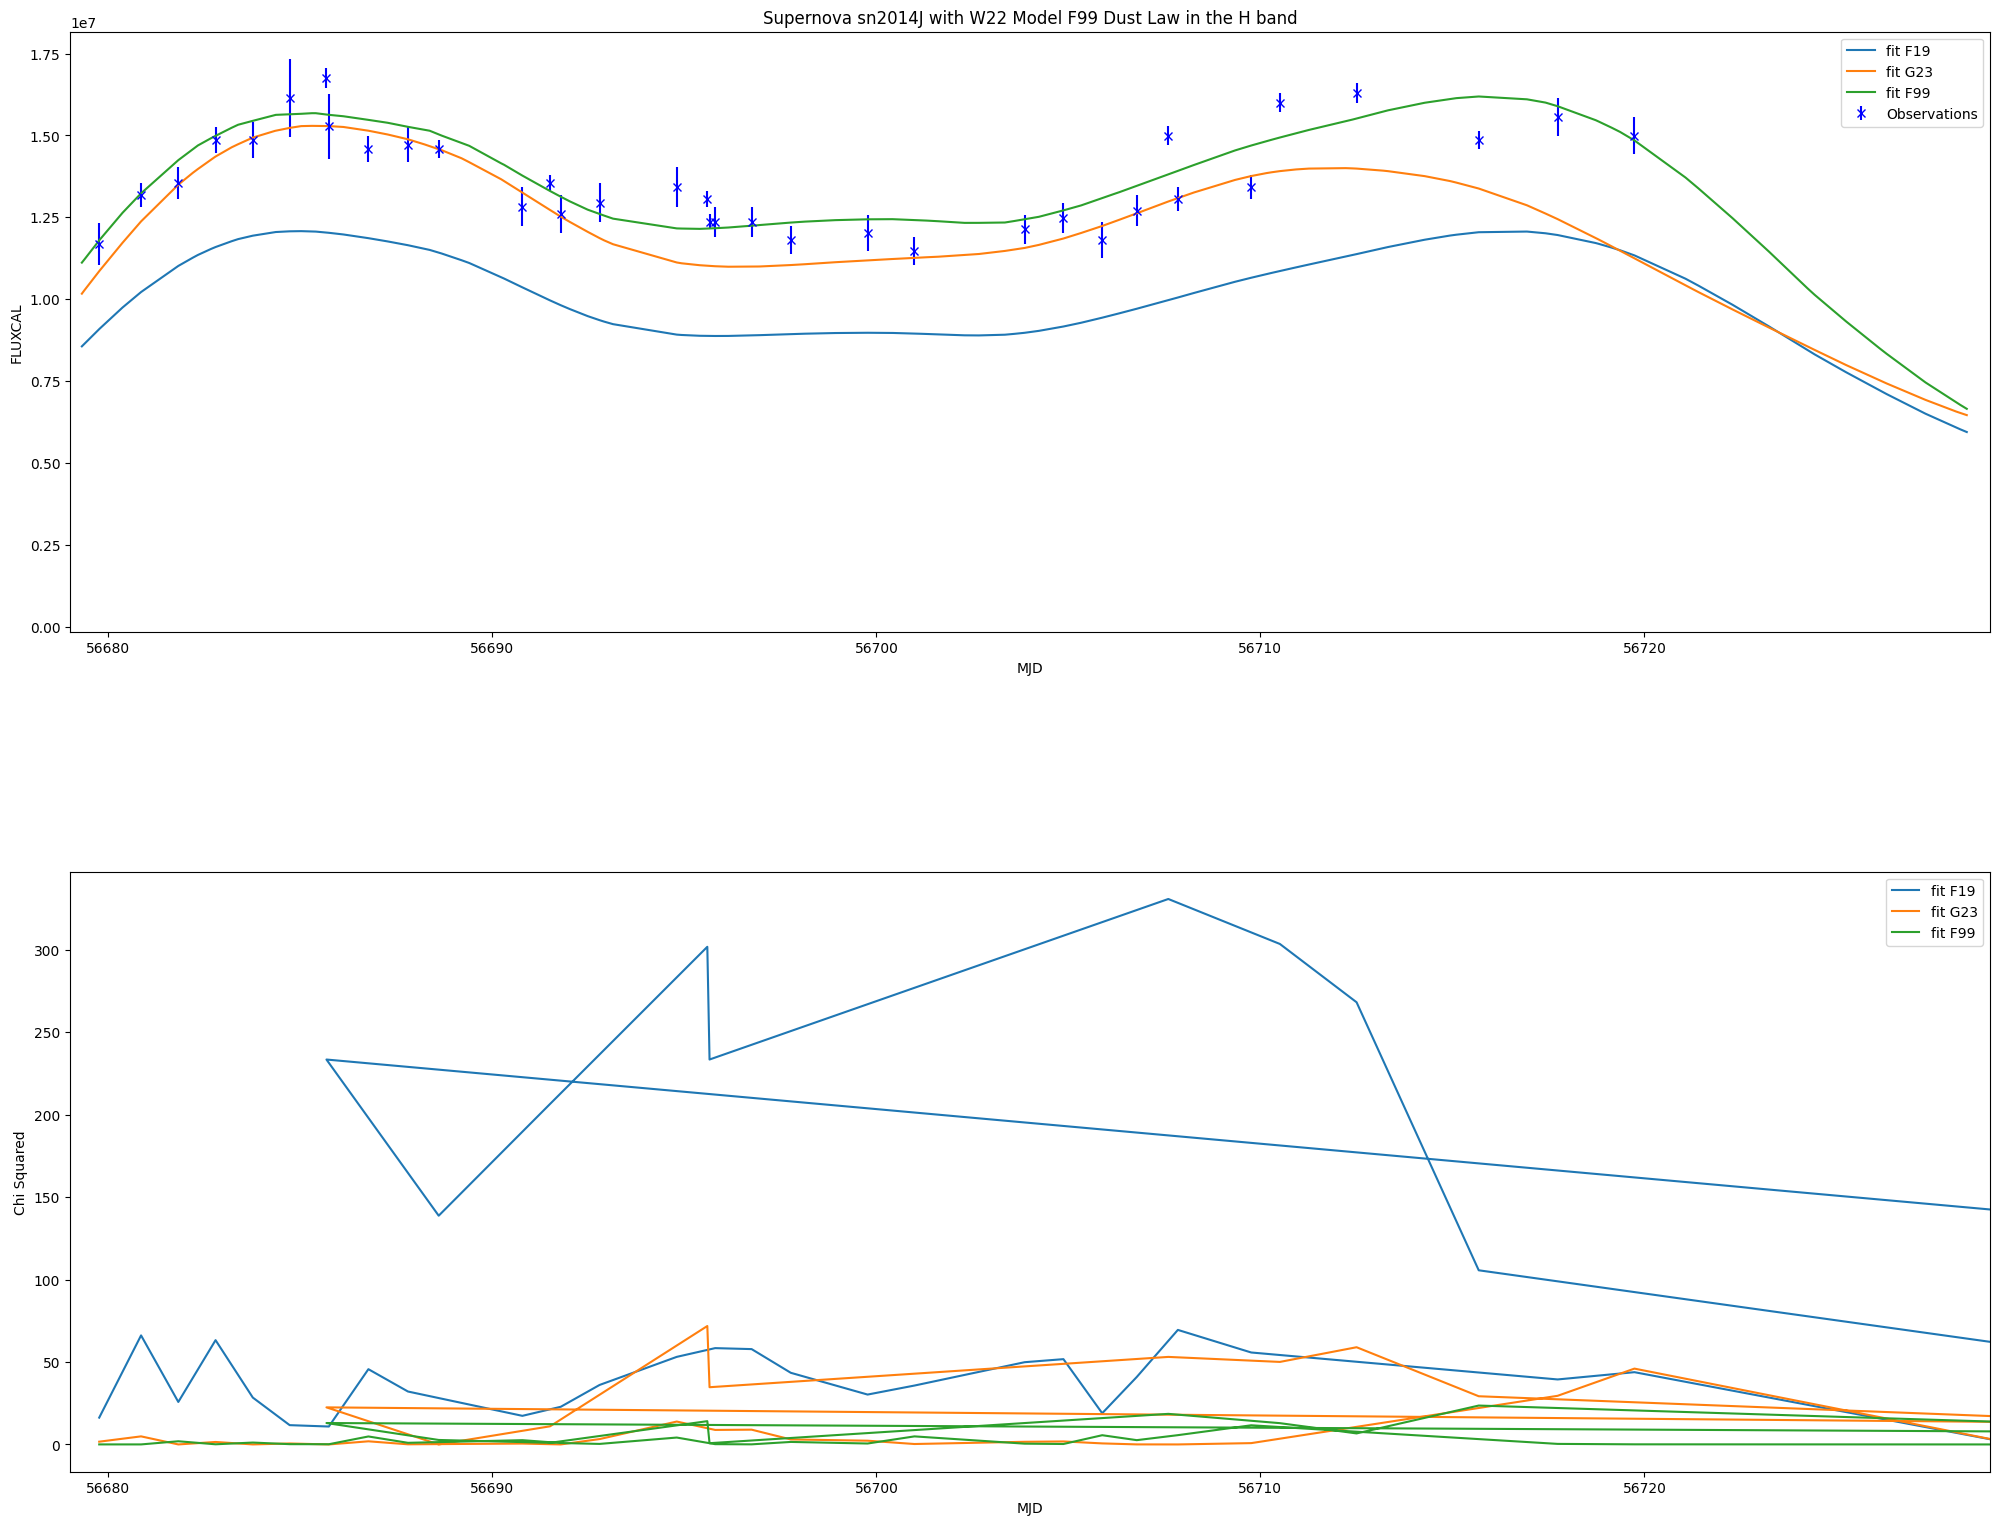 Supernova sn2014J with W22 Model F99 Dust Law in the H band
1e7
1.75
1.50
1.25
1.00
0.75
0.50
0.25
0.00
FLUXCAL
fit F19
fit G23
fit F99
Observations
56680
56690
56700
56710
56720
MJD
300
250
200
150
100
50
0
Chi Squared
fit F19
fit G23
fit F99
56680
56690
56700
56710
56720
MJD